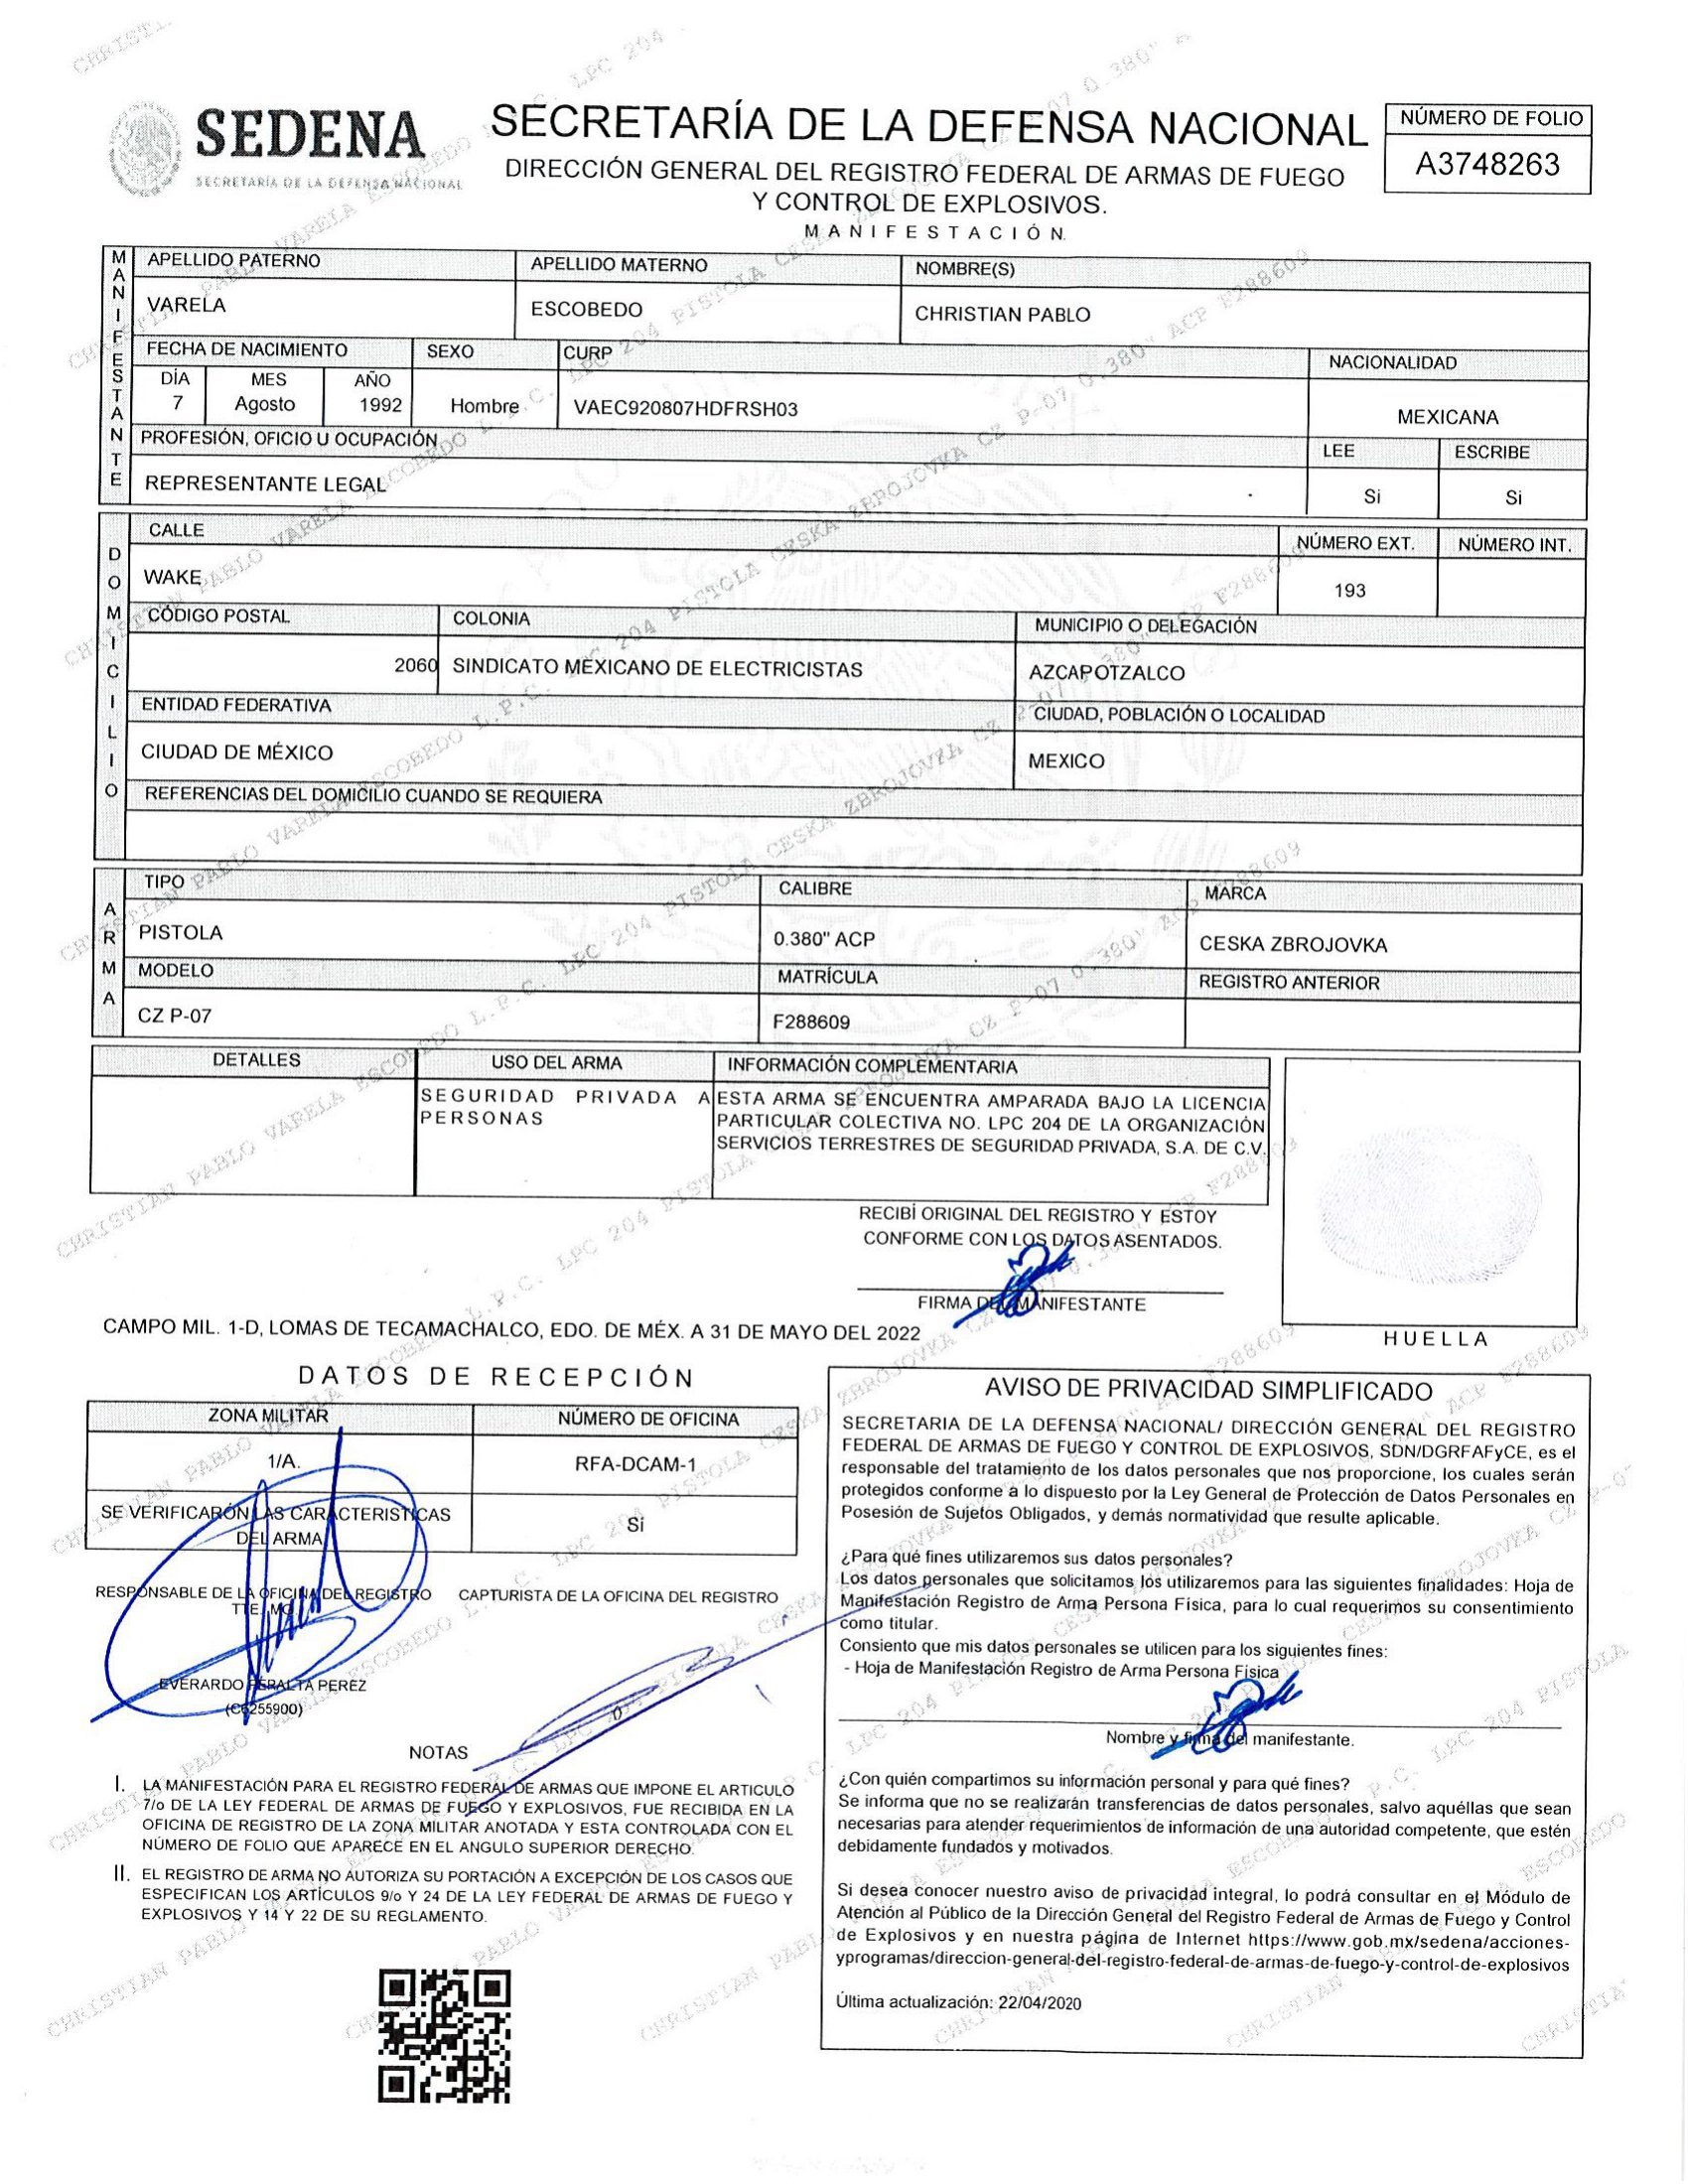 SEDENA
SECRETARÍA DE LA DEFENSA NACIONAL
SECRETARÍA DE LA DEFENSA NACIONAL
DIRECCIÓN GENERAL DEL REGISTRO FEDERAL DE ARMAS DE FUEGO
Y CONTROL DE EXPLOSIVOS.
MANIFESTACIÓN.
NÚMERO DE FOLIO
A3748263
MANIFESTANTE
APELLIDO PATERNO APELLIDO MATERNO NOMBRE(S)
VARELA ESCOBEDO CHRISTIAN PABLO
FECHA DE NACIMIENTO SEXO CURP NACIONALIDAD
DÍA MES AÑO
7 Agosto 1992 Hombre VAEC920807HDFRSH03 MEXICANA
PROFESIÓN, OFICIO U OCUPACIÓN LEE ESCRIBE
REPRESENTANTE LEGAL Si Si
DOMICILIO
CALLE NÚMERO EXT. NÚMERO INT.
WAKE 193
CÓDIGO POSTAL COLONIA MUNICIPIO O DELEGACIÓN
2060 SINDICATO MEXICANO DE ELECTRICISTAS AZCAPOTZALCO
ENTIDAD FEDERATIVA CIUDAD, POBLACIÓN O LOCALIDAD
CIUDAD DE MÉXICO MEXICO
REFERENCIAS DEL DOMICILIO CUANDO SE REQUIERA
ARMA
TIPO CALIBRE MARCA
PISTOLA 0.380" ACP CESKA ZBROJOVKA
MODELO MATRÍCULA REGISTRO ANTERIOR
CZ P-07 F288609
DETALLES USO DEL ARMA INFORMACIÓN COMPLEMENTARIA
SEGURIDAD PRIVADA A
PERSONAS
ESTA ARMA SE ENCUENTRA AMPARADA BAJO LA LICENCIA
PARTICULAR COLECTIVA NO. LPC 204 DE LA ORGANIZACIÓN
SERVICIOS TERRESTRES DE SEGURIDAD PRIVADA, S.A. DE C.V.
RECIBÍ ORIGINAL DEL REGISTRO Y ESTOY
CONFORME CON LOS DATOS ASENTADOS.
FIRMA DEL MANIFESTANTE
HUELLA
CAMPO MIL. 1-D, LOMAS DE TECAMACHALCO, EDO. DE MÉX. A 31 DE MAYO DEL 2022
DATOS DE RECEPCIÓN
ZONA MILITAR NÚMERO DE OFICINA
1/A. RFA-DCAM-1
SE VERIFICARÓN LAS CARACTERISTICAS
DEL ARMA
Si
RESPONSABLE DE LA OFICINA DEL REGISTRO
CAPTURISTA DE LA OFICINA DEL REGISTRO
TTE. MG.
EVERARDO PERALTA PEREZ
(C6255900)
NOTAS
I. LA MANIFESTACIÓN PARA EL REGISTRO FEDERAL DE ARMAS QUE IMPONE EL ARTICULO
7/o DE LA LEY FEDERAL DE ARMAS DE FUEGO Y EXPLOSIVOS, FUE RECIBIDA EN LA
OFICINA DE REGISTRO DE LA ZONA MILITAR ANOTADA Y ESTA CONTROLADA CON EL
NÚMERO DE FOLIO QUE APARECE EN EL ANGULO SUPERIOR DERECHO.
II. EL REGISTRO DE ARMA NO AUTORIZA SU PORTACIÓN A EXCEPCIÓN DE LOS CASOS QUE
ESPECIFICAN LOS ARTÍCULOS 9/o Y 24 DE LA LEY FEDERAL DE ARMAS DE FUEGO Y
EXPLOSIVOS Y 14 Y 22 DE SU REGLAMENTO.
AVISO DE PRIVACIDAD SIMPLIFICADO
SECRETARIA DE LA DEFENSA NACIONAL/ DIRECCIÓN GENERAL DEL REGISTRO
FEDERAL DE ARMAS DE FUEGO Y CONTROL DE EXPLOSIVOS, SDN/DGRFAFyCE, es el
responsable del tratamiento de los datos personales que nos proporcione, los cuales serán
protegidos conforme a lo dispuesto por la Ley General de Protección de Datos Personales en
Posesión de Sujetos Obligados, y demás normatividad que resulte aplicable.
¿Para qué fines utilizaremos sus datos personales?
Los datos personales que solicitamos los utilizaremos para las siguientes finalidades: Hoja de
Manifestación Registro de Arma Persona Física, para lo cual requerimos su consentimiento
como titular.
Consiento que mis datos personales se utilicen para los siguientes fines:
- Hoja de Manifestación Registro de Arma Persona Física
Nombre y firma del manifestante.
¿Con quién compartimos su información personal y para qué fines?
Se informa que no se realizarán transferencias de datos personales, salvo aquéllas que sean
necesarias para atender requerimientos de información de una autoridad competente, que estén
debidamente fundados y motivados.
Si desea conocer nuestro aviso de privacidad integral, lo podrá consultar en el Módulo de
Atención al Público de la Dirección General del Registro Federal de Armas de Fuego y Control
de Explosivos y en nuestra página de Internet https://www.gob.mx/sedena/acciones-
yprogramas/direccion-general-del-registro-federal-de-armas-de-fuego-y-control-de-explosivos
Última actualización: 22/04/2020
CHRISTIAN PABLO VARELA ESCOBEDO L.P.C. LPC 204 PISTOLA CESKA ZBROJOVKA CZ P-07 0.380" ACP F288609